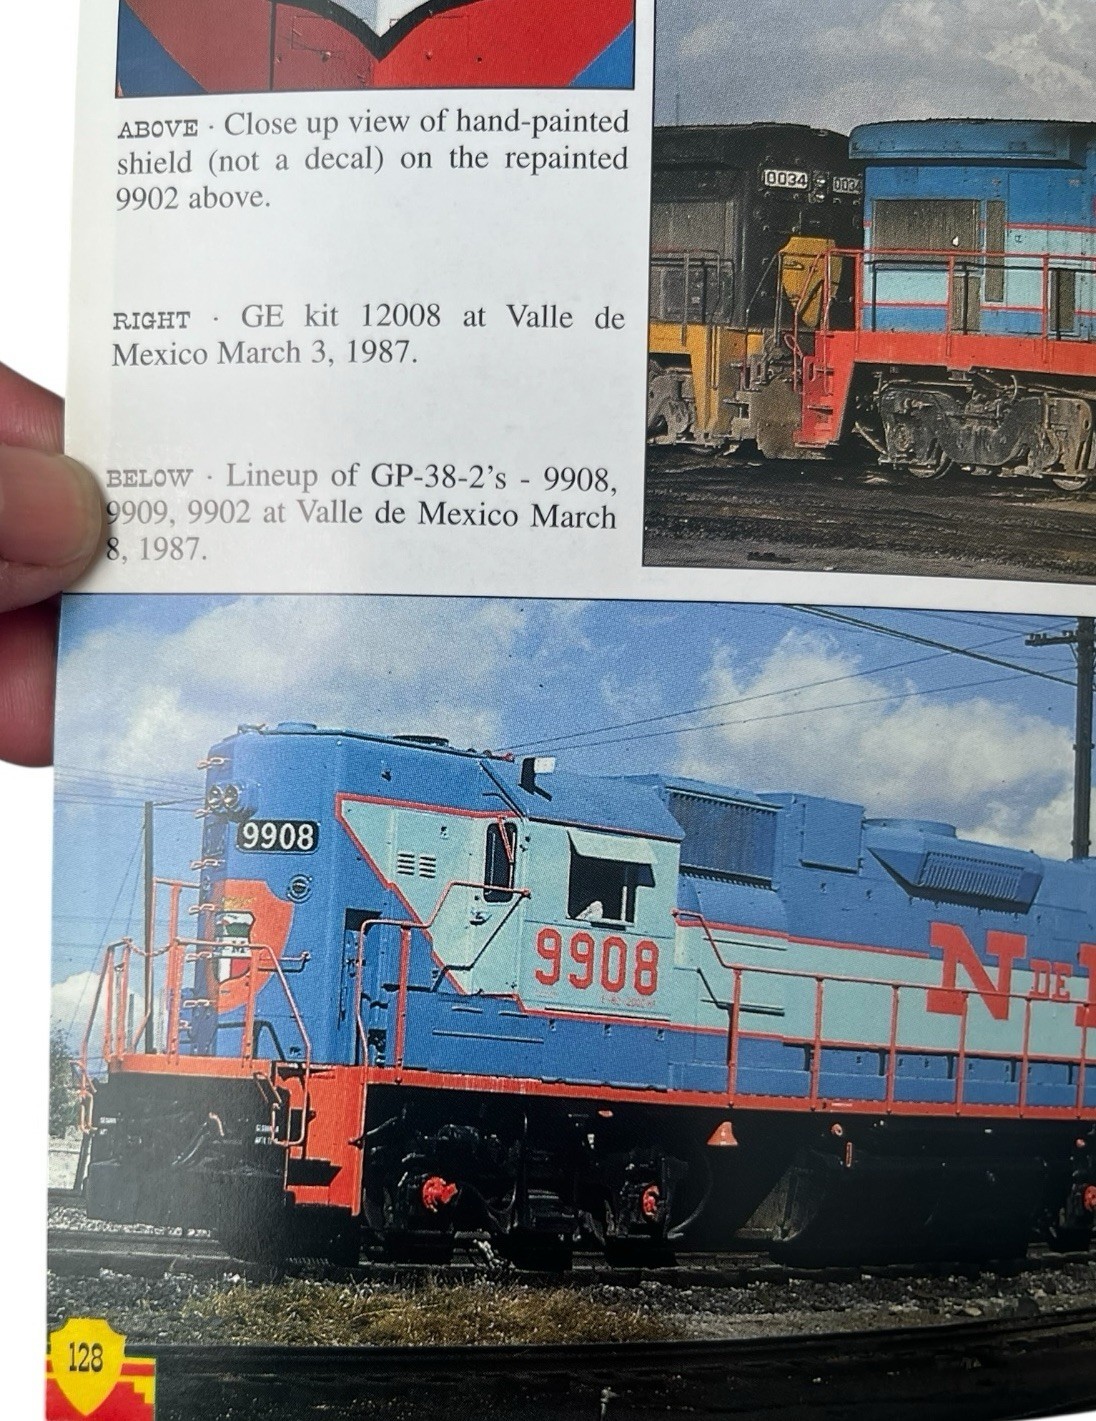 ABOVE · Close up view of hand-painted
shield (not a decal) on the repainted
9902 above.
0034
003
RIGHT · GE kit 12008 at Valle de
Mexico March 3, 1987.
BELOW · Lineup of GP-38-2's - 9908,
9909, 9902 at Valle de Mexico March
8, 1987.
9908
9908
N DE
128